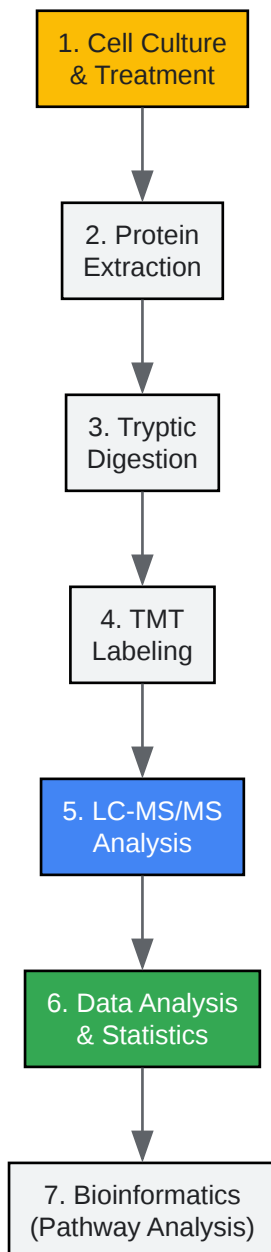 1. Cell Culture
& Treatment
2. Protein
Extraction
3. Tryptic
Digestion
4. TMT
Labeling
5. LC-MS/MS
Analysis
6. Data Analysis
& Statistics
7. Bioinformatics
(Pathway Analysis)